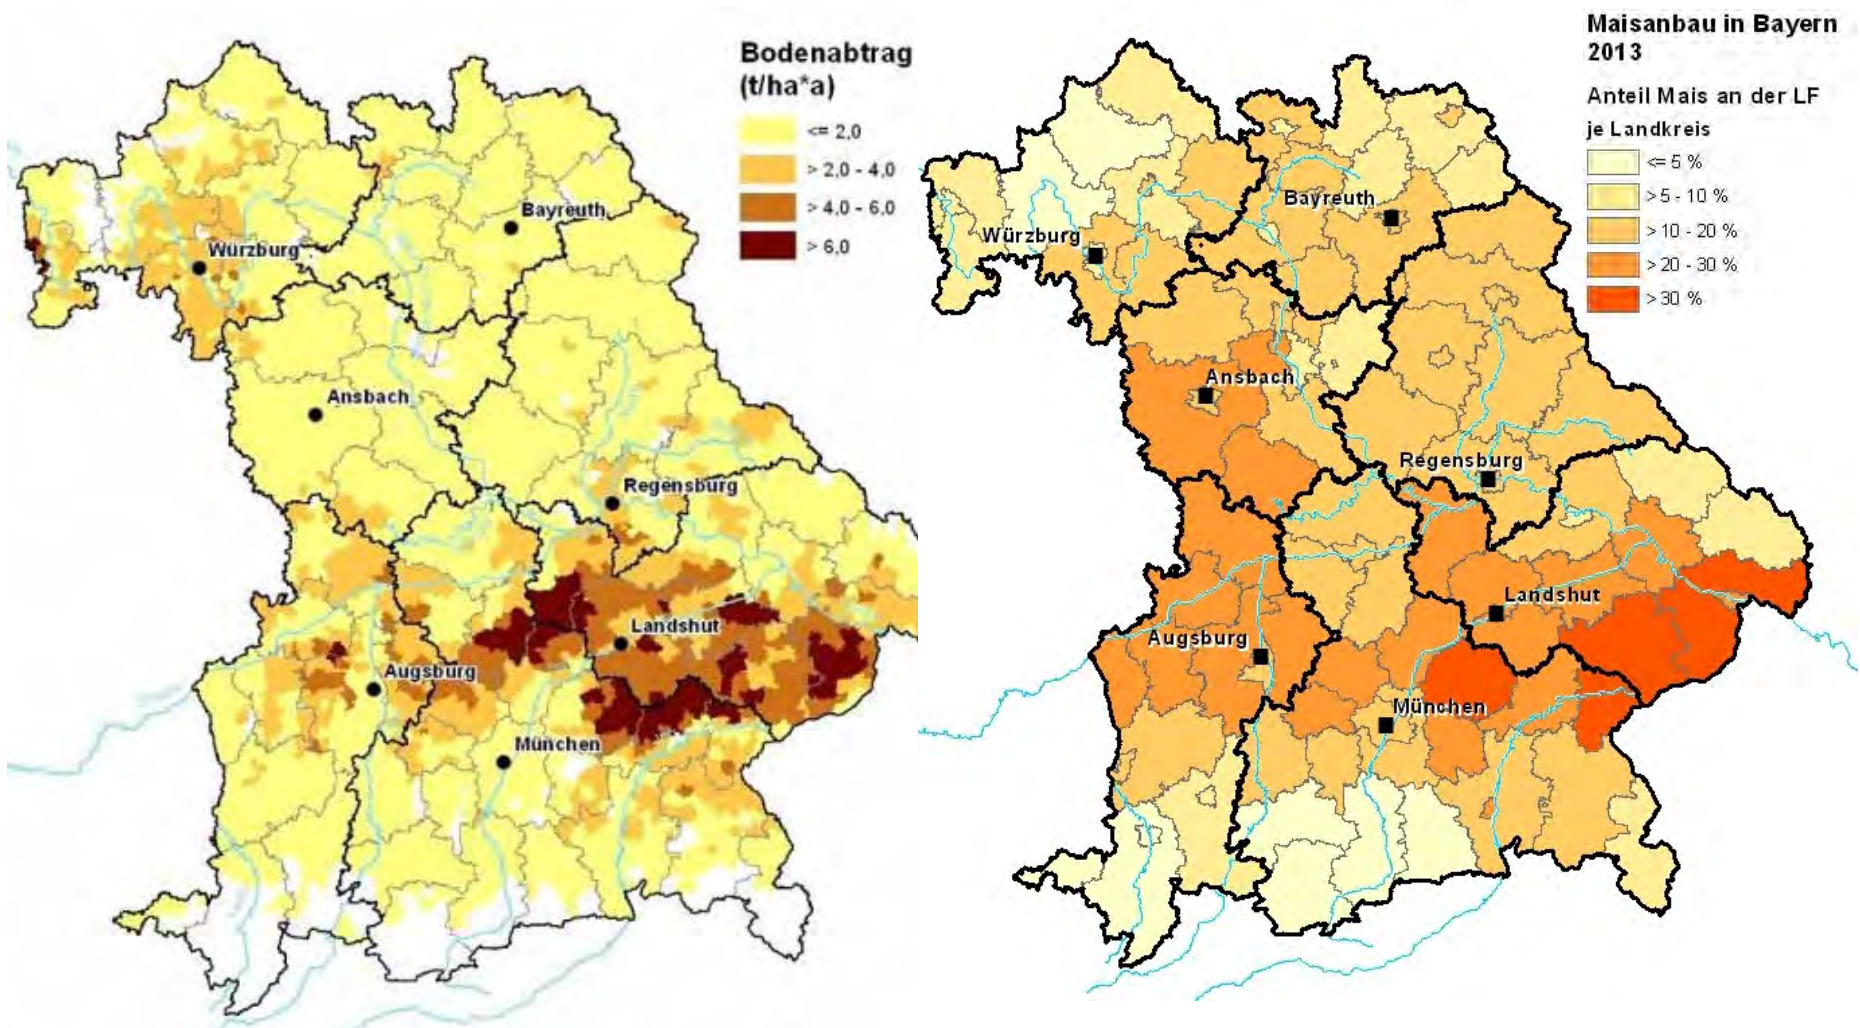 Bodenabtrag
(t/ha*a)
<= 2,0
> 2,0 - 4,0
> 4,0 - 6,0
> 6,0
Bayreuth
Würzburg
Ansbach
Regensburg
Landshut
Augsburg
München
Maisanbau in Bayern
2013
Anteil Mais an der LF
je Landkreis
<= 5 %
> 5 - 10 %
> 10 - 20 %
> 20 - 30 %
> 30 %
Bayreuth
Würzburg
Ansbach
Regensburg
Landshut
Augsburg
München